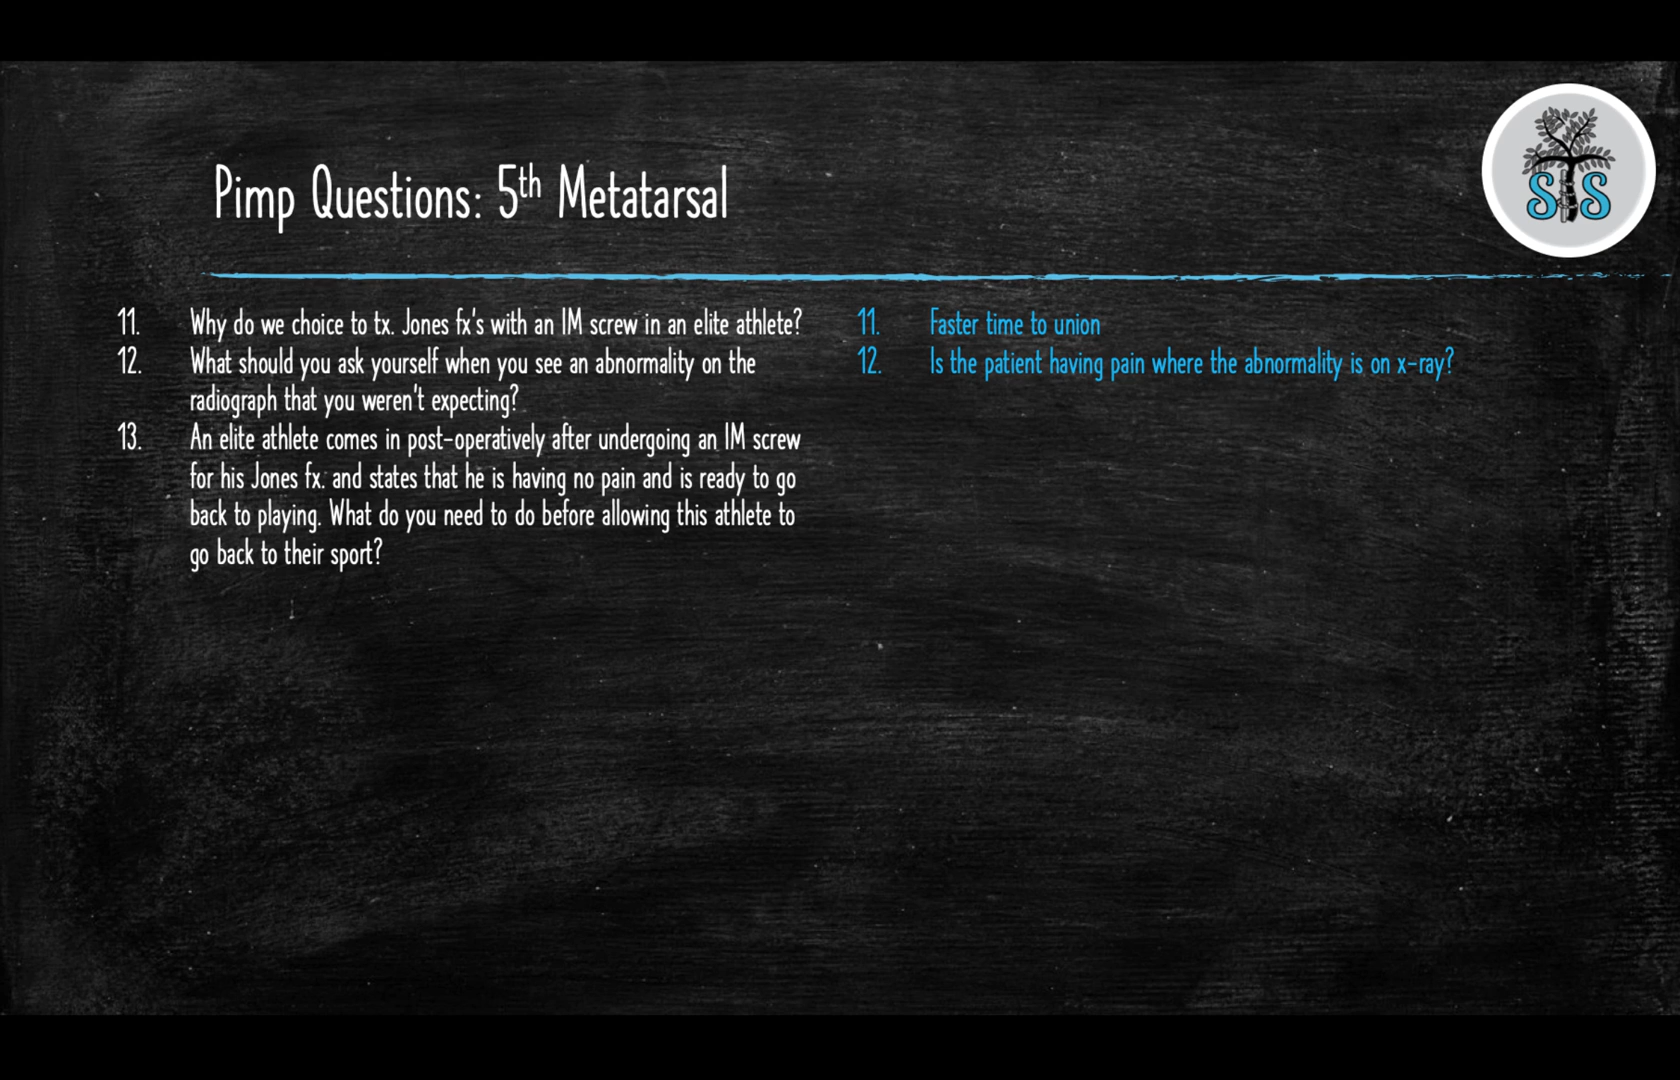 Pimp Questions: 5th Metatarsal
S S
11. Why do we choice to tx. Jones fx's with an IM screw in an elite athlete?
12. What should you ask yourself when you see an abnormality on the
radiograph that you weren't expecting?
13. An elite athlete comes in post-operatively after undergoing an IM screw
for his Jones fx. and states that he is having no pain and is ready to go
back to playing. What do you need to do before allowing this athlete to
go back to their sport?
11. Faster time to union
12. Is the patient having pain where the abnormality is on x-ray?